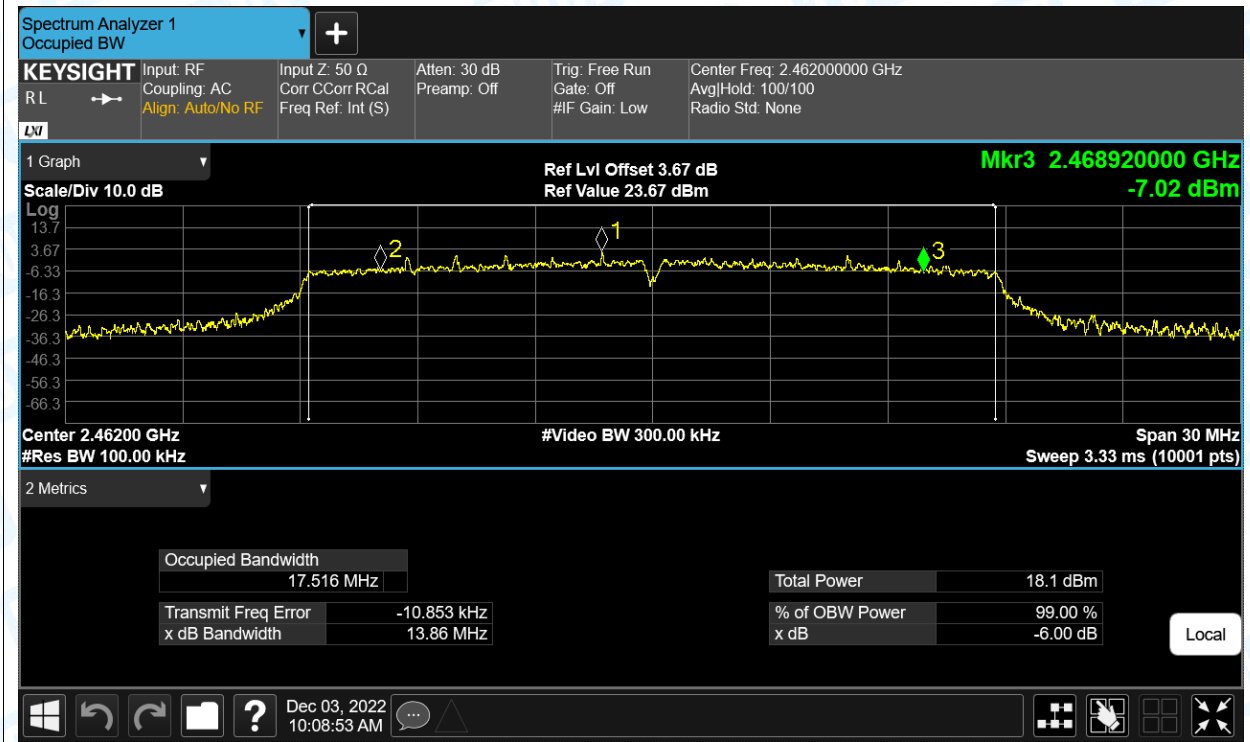 Spectrum Analyzer 1
Occupied BW
KEYSIGHT
R L
LXI
Input: RF
Coupling: AC
Align: Auto/No RF
Input Z: 50 Ω
Corr CCorr RCal
Freq Ref: Int (S)
Atten: 30 dB
Preamp: Off
Trig: Free Run
Gate: Off
#IF Gain: Low
Center Freq: 2.462000000 GHz
Avg|Hold: 100/100
Radio Std: None
1 Graph
Scale/Div 10.0 dB
Ref Lvl Offset 3.67 dB
Ref Value 23.67 dBm
Mkr3 2.468920000 GHz
-7.02 dBm
Log
13.7
3.67
-6.33
-16.3
-26.3
-36.3
-46.3
-56.3
-66.3
2
1
3
Center 2.46200 GHz
#Res BW 100.00 kHz
#Video BW 300.00 kHz
Span 30 MHz
Sweep 3.33 ms (10001 pts)
2 Metrics
Occupied Bandwidth
17.516 MHz
Transmit Freq Error -10.853 kHz
x dB Bandwidth 13.86 MHz
Total Power 18.1 dBm
% of OBW Power 99.00 %
x dB -6.00 dB
Local
?
Dec 03, 2022
10:08:53 AM